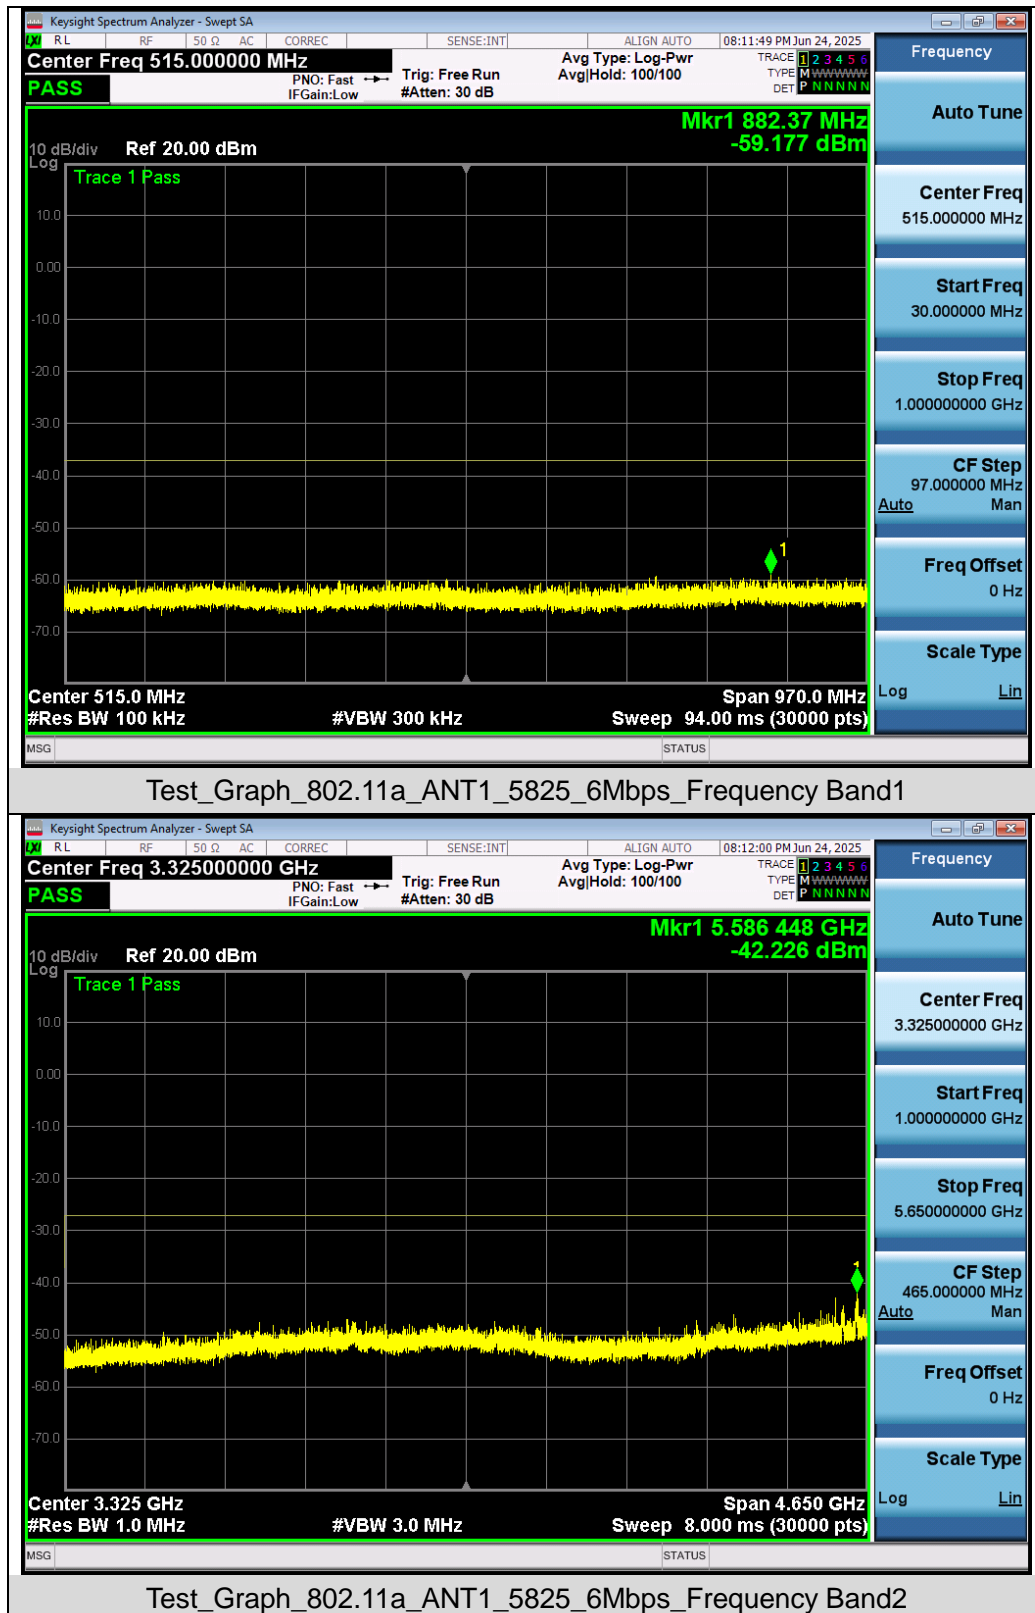 Keysight Spectrum Analyzer - Swept SA
LXI RL RF 50 Ω AC CORREC SENSE:INT ALIGN AUTO 08:11:49 PM Jun 24, 2025
Center Freq 515.000000 MHz
PASS
PNO: Fast
IFGain:Low
Trig: Free Run
#Atten: 30 dB
Avg Type: Log-Pwr
Avg|Hold: 100/100
TRACE 1 2 3 4 5 6
TYPE M W W W W W
DET P N N N N N
Mkr1 882.37 MHz
-59.177 dBm
10 dB/div Ref 20.00 dBm
Log
Trace 1 Pass
10.0
0.00
-10.0
-20.0
-30.0
-40.0
-50.0
-60.0
-70.0
1
Center 515.0 MHz Span 970.0 MHz
#Res BW 100 kHz #VBW 300 kHz Sweep 94.00 ms (30000 pts)
MSG STATUS
Frequency
Auto Tune
Center Freq
515.000000 MHz
Start Freq
30.000000 MHz
Stop Freq
1.000000000 GHz
CF Step
97.000000 MHz
Auto Man
Freq Offset
0 Hz
Scale Type
Log Lin
Test_Graph_802.11a_ANT1_5825_6Mbps_Frequency Band1
Keysight Spectrum Analyzer - Swept SA
LXI RL RF 50 Ω AC CORREC SENSE:INT ALIGN AUTO 08:12:00 PM Jun 24, 2025
Center Freq 3.325000000 GHz
PASS
PNO: Fast
IFGain:Low
Trig: Free Run
#Atten: 30 dB
Avg Type: Log-Pwr
Avg|Hold: 100/100
TRACE 1 2 3 4 5 6
TYPE M W W W W W
DET P N N N N N
Mkr1 5.586 448 GHz
-42.226 dBm
10 dB/div Ref 20.00 dBm
Log
Trace 1 Pass
10.0
0.00
-10.0
-20.0
-30.0
-40.0
-50.0
-60.0
-70.0
1
Center 3.325 GHz Span 4.650 GHz
#Res BW 1.0 MHz #VBW 3.0 MHz Sweep 8.000 ms (30000 pts)
MSG STATUS
Frequency
Auto Tune
Center Freq
3.325000000 GHz
Start Freq
1.000000000 GHz
Stop Freq
5.650000000 GHz
CF Step
465.000000 MHz
Auto Man
Freq Offset
0 Hz
Scale Type
Log Lin
Test_Graph_802.11a_ANT1_5825_6Mbps_Frequency Band2